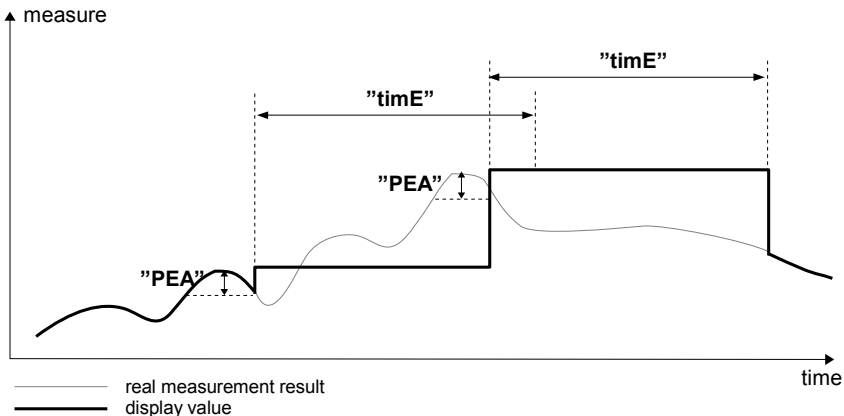 measure
”timE”
”timE”
”PEA”
”PEA”
time
real measurement result
display value